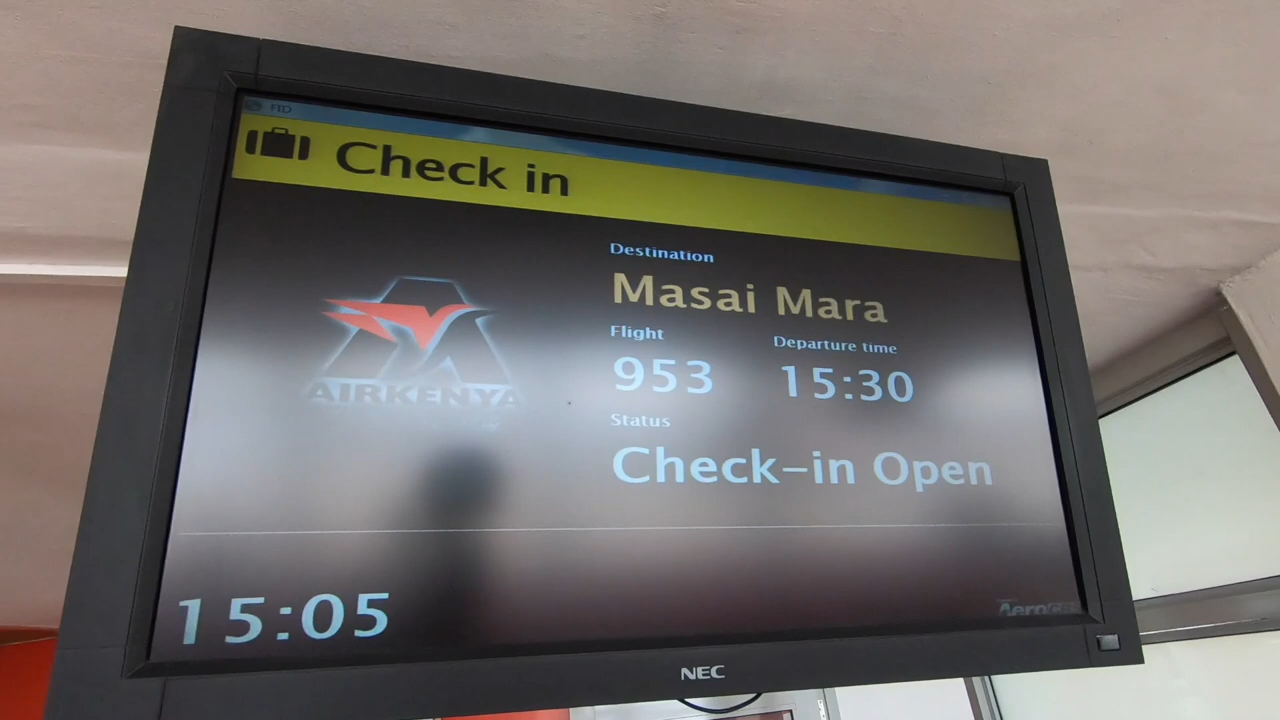 FID
Check in
Destination
Masai Mara
Flight
Departure time
953
15:30
Status
Check-in Open
AIRKENYA
15:05
NEC